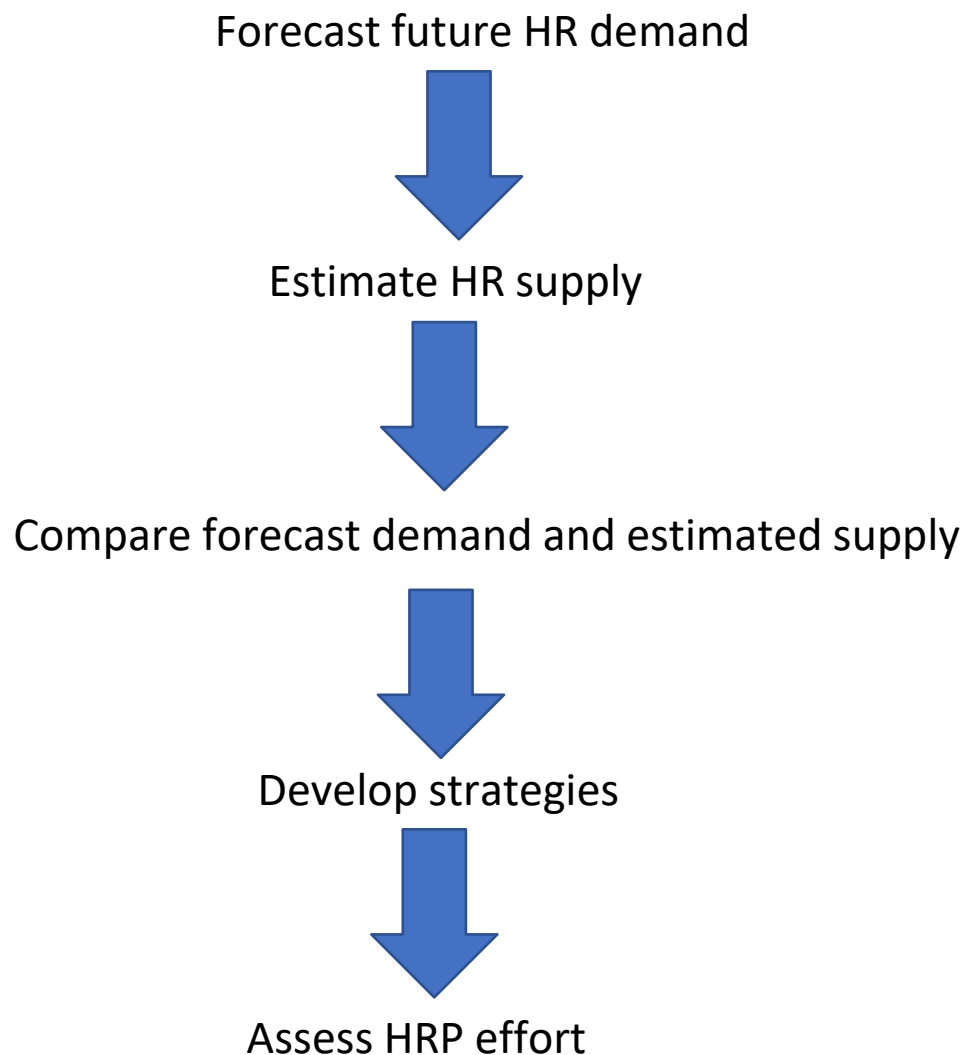 Forecast future HR demand
Estimate HR supply
Compare forecast demand and estimated supply
Develop strategies
Assess HRP effort